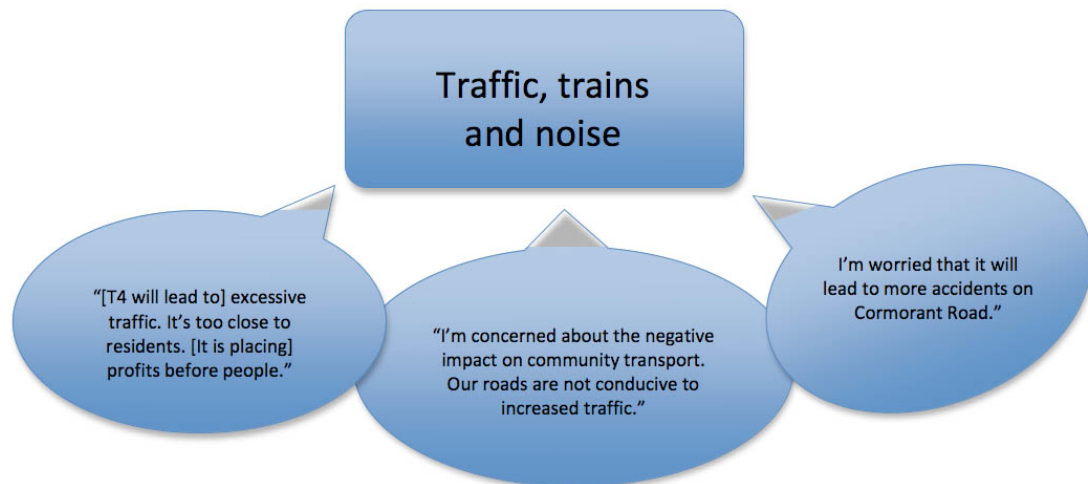 Traffic, trains
and noise
“[T4 will lead to] excessive
traffic. It’s too close to
residents. [It is placing]
profits before people.”
“I’m concerned about the negative
impact on community transport.
Our roads are not conducive to
increased traffic.”
I’m worried that it will
lead to more accidents on
Cormorant Road.”